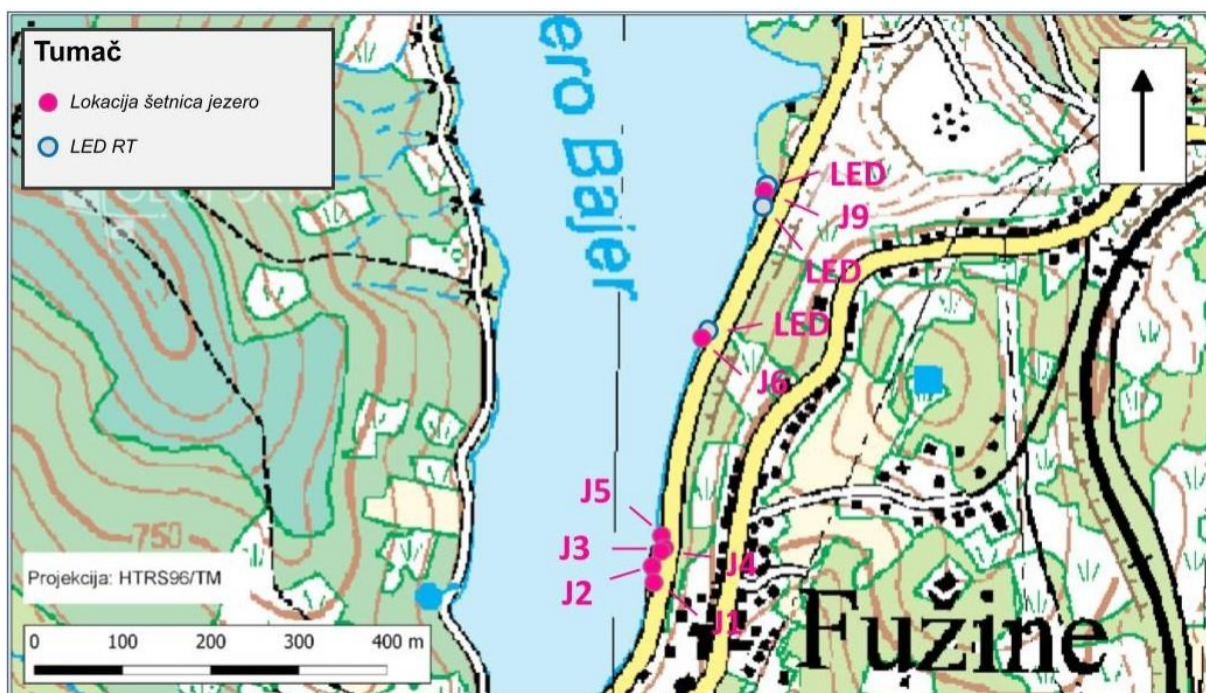 Tumač
Lokacija šetnica jezero
LED RT
ero Bajer
LED
J9
LED
LED
J6
J5
J3
J4
J2
J1
750
Projekcija: HTRS96/TM
0 100 200 300 400 m
Fužine